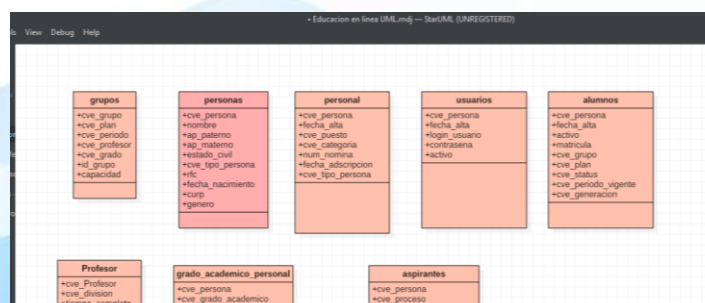 • Educacion en linea UML.mdj — StarUML (UNREGISTERED)
View Debug Help
grupos
+cve_grupo
+cve_plan
+cve_periodo
+cve_profesor
+cve_grado
+id_grupo
+capacidad
personas
+cve_persona
+nombre
+ap_paterno
+ap_materno
+estado_civil
+cve_tipo_persona
+rfc
+fecha_nacimiento
+curp
+genero
personal
+cve_persona
+fecha_alta
+cve_puesto
+cve_categoria
+num_nomina
+fecha_adscripcion
+cve_tipo_persona
usuarios
+cve_persona
+fecha_alta
+login_usuario
+contrasena
+activo
alumnos
+cve_persona
+fecha_alta
+activo
+matricula
+cve_grupo
+cve_plan
+cve_status
+cve_periodo_vigente
+cve_generacion
Profesor
+cve_Profesor
+cve_division
+tiempo_completo
grado_academico_personal
+cve_persona
+cve_grado_academico
aspirantes
+cve_persona
+cve_proceso